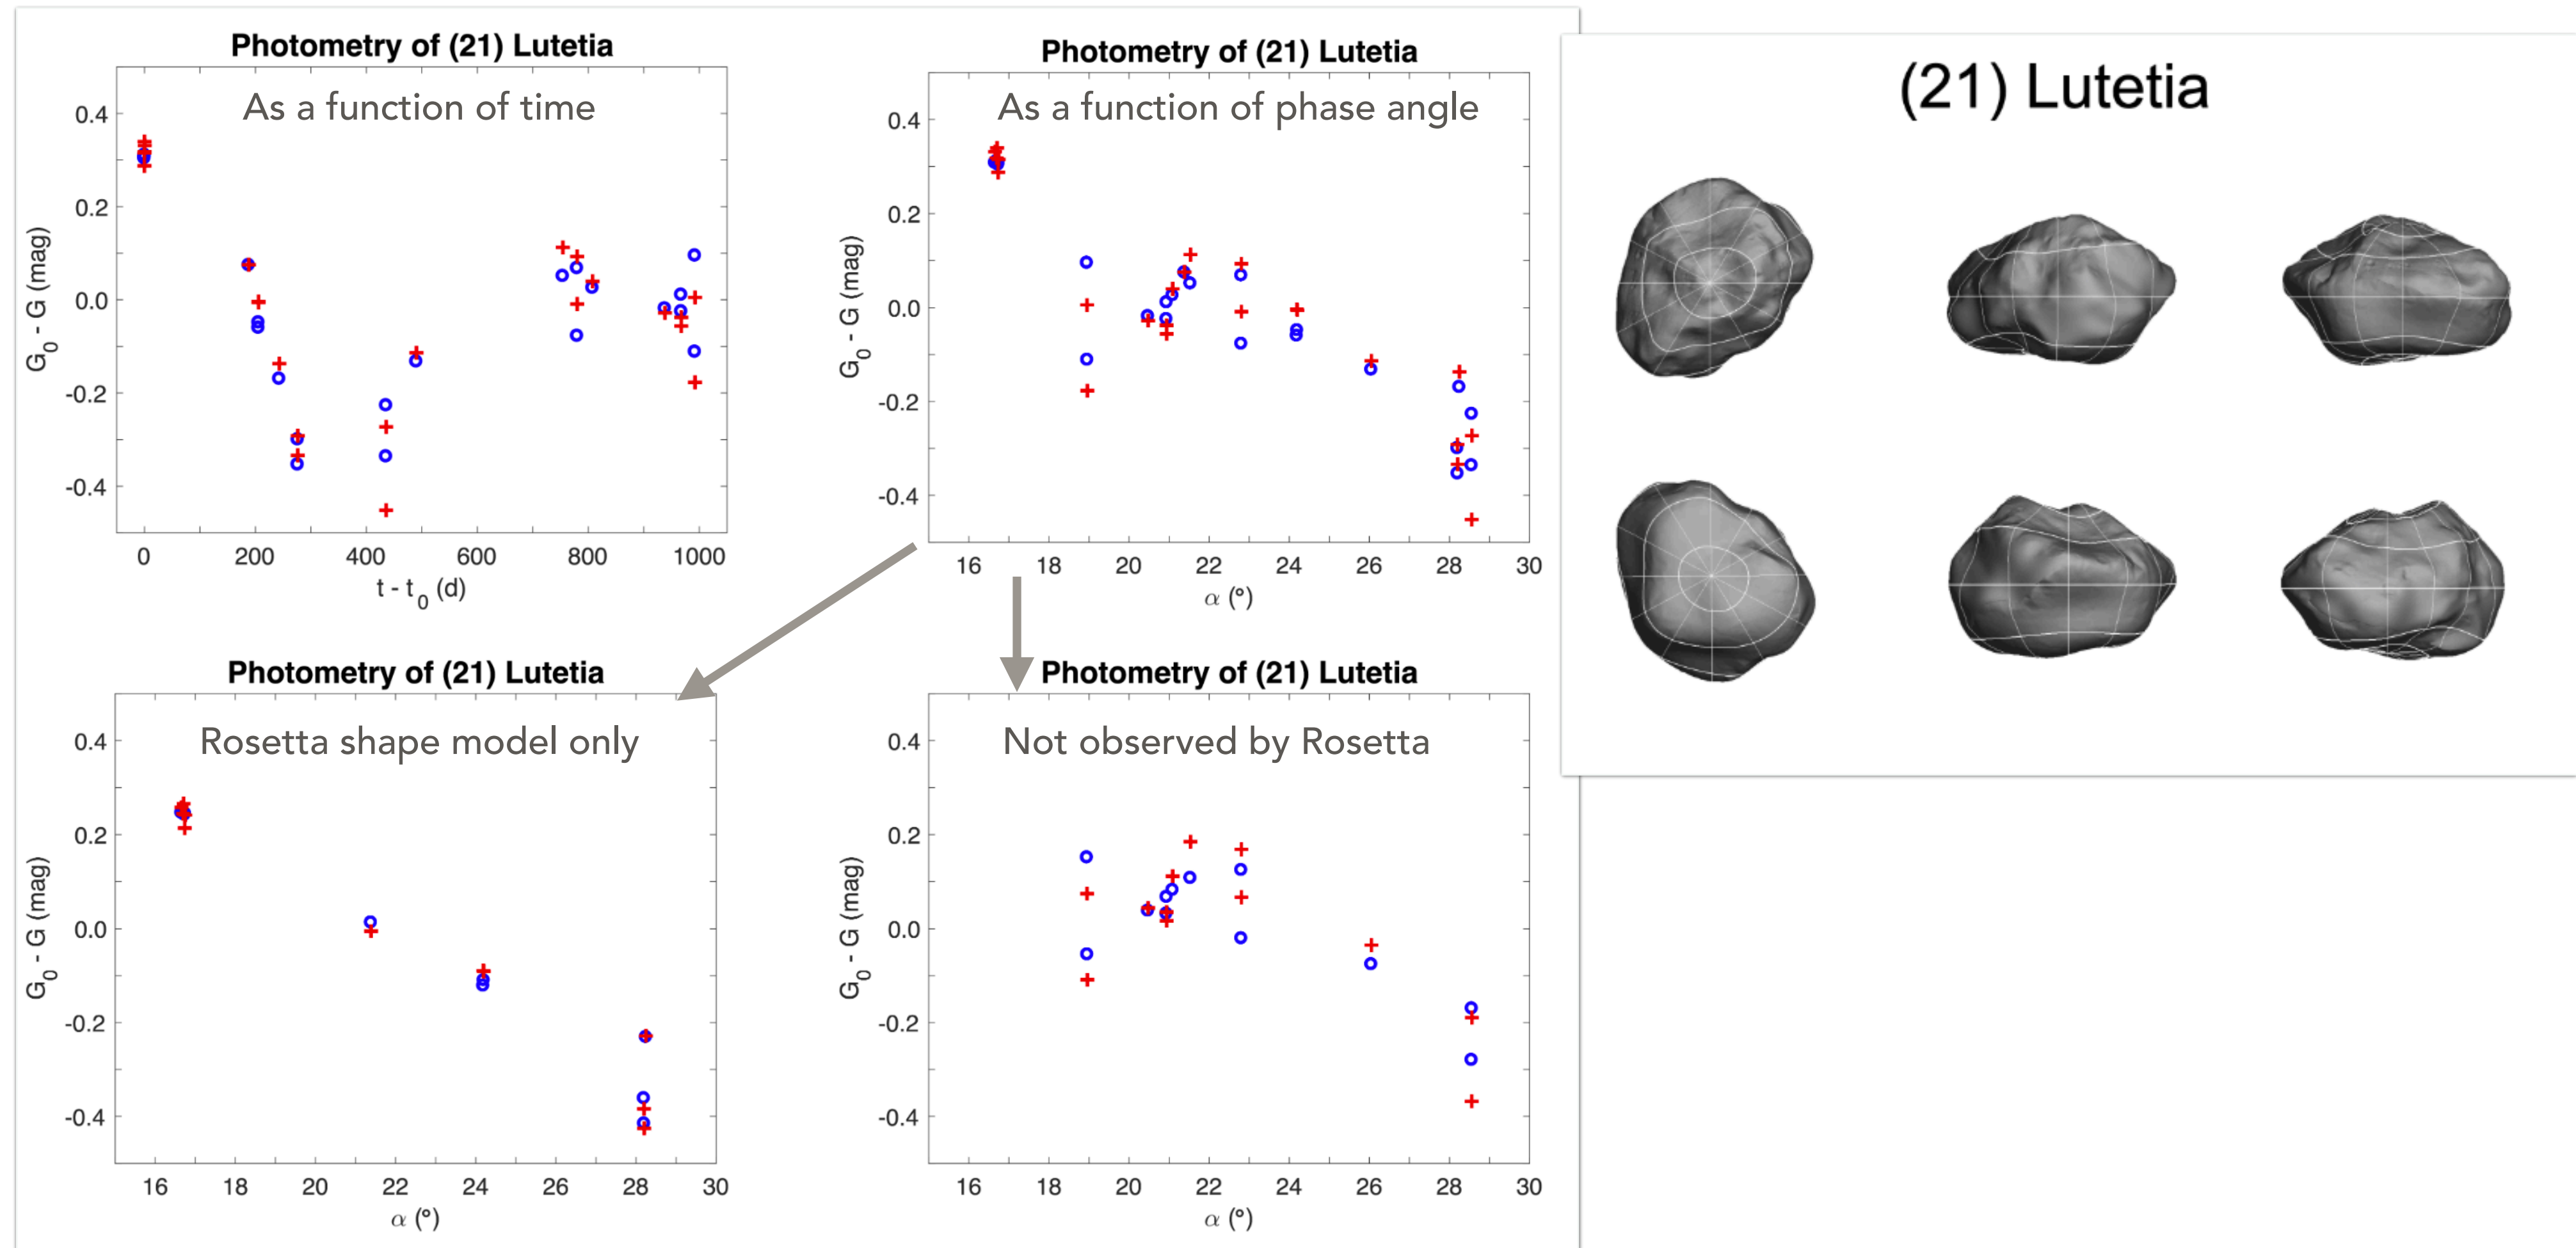 Photometry of (21) Lutetia
As a function of time
0.4
0.2
0.0
-0.2
-0.4
G0 - G (mag)
0 200 400 600 800 1000
t - t0 (d)
Photometry of (21) Lutetia
As a function of phase angle
0.4
0.2
0.0
-0.2
-0.4
G0 - G (mag)
16 18 20 22 24 26 28 30
α (°)
(21) Lutetia
Photometry of (21) Lutetia
Rosetta shape model only
0.4
0.2
0.0
-0.2
-0.4
G0 - G (mag)
16 18 20 22 24 26 28 30
α (°)
Photometry of (21) Lutetia
Not observed by Rosetta
0.4
0.2
0.0
-0.2
-0.4
G0 - G (mag)
16 18 20 22 24 26 28 30
α (°)